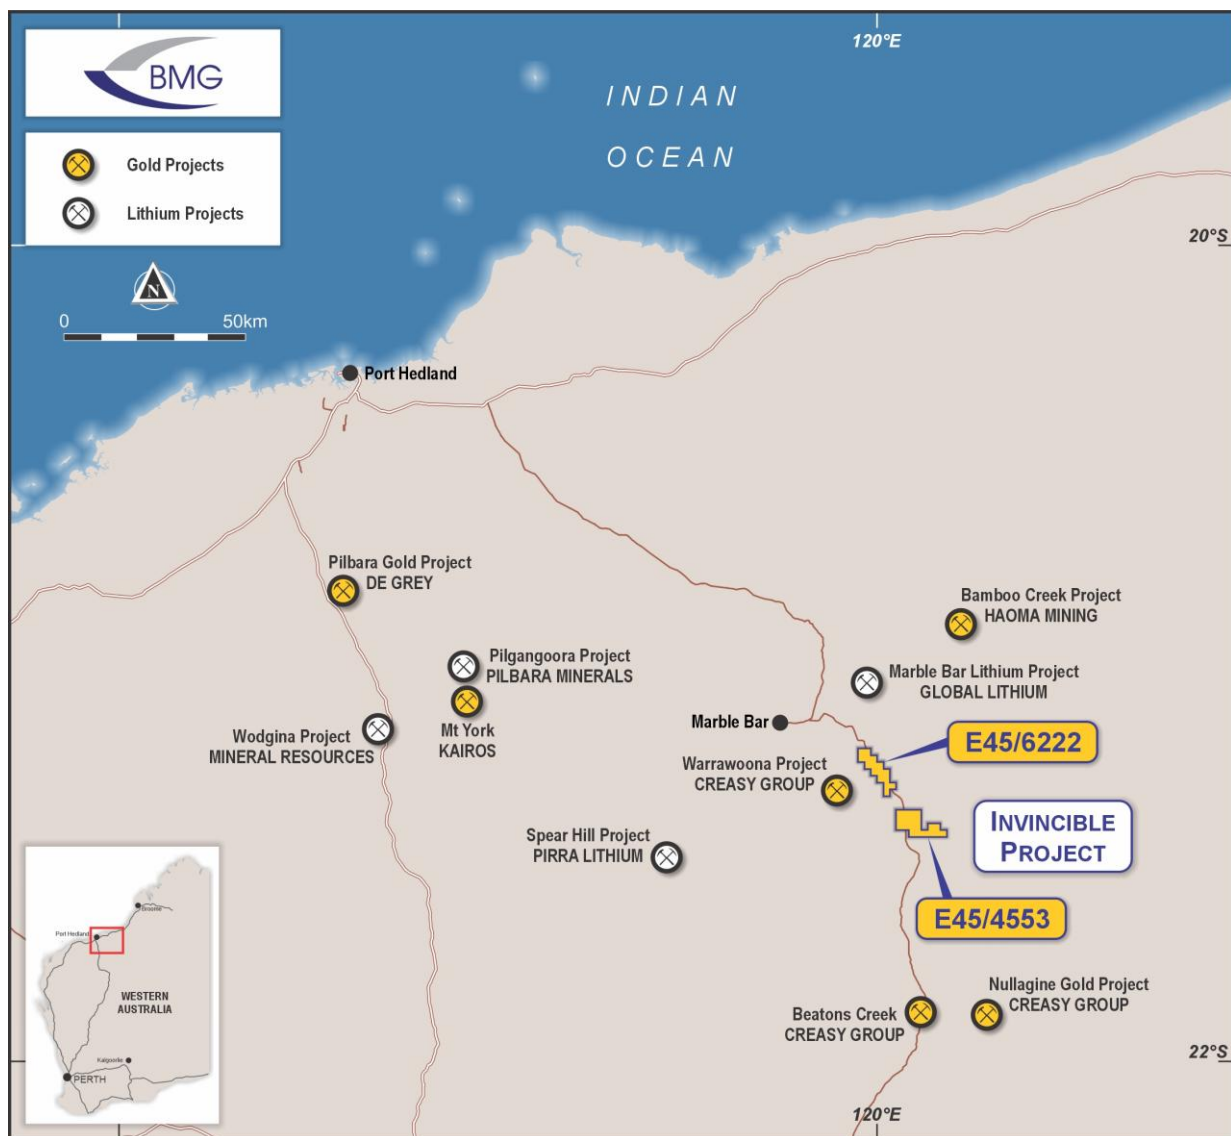 BMG
120°E
INDIAN
OCEAN
Gold Projects
Lithium Projects
20°S
N
0 50km
Port Hedland
Pilbara Gold Project
DE GREY
Bamboo Creek Project
HAOMA MINING
Pilgangoora Project
PILBARA MINERALS
Marble Bar Lithium Project
GLOBAL LITHIUM
Mt York
KAIROS
Wodgina Project
MINERAL RESOURCES
Marble Bar
E45/6222
Warrawoona Project
CREASY GROUP
INVINCIBLE
PROJECT
Spear Hill Project
PIRRA LITHIUM
E45/4553
Broome
Port Hedland
WESTERN
AUSTRALIA
Kalgoorlie
PERTH
Nullagine Gold Project
CREASY GROUP
Beatons Creek
CREASY GROUP
22°S
120°E